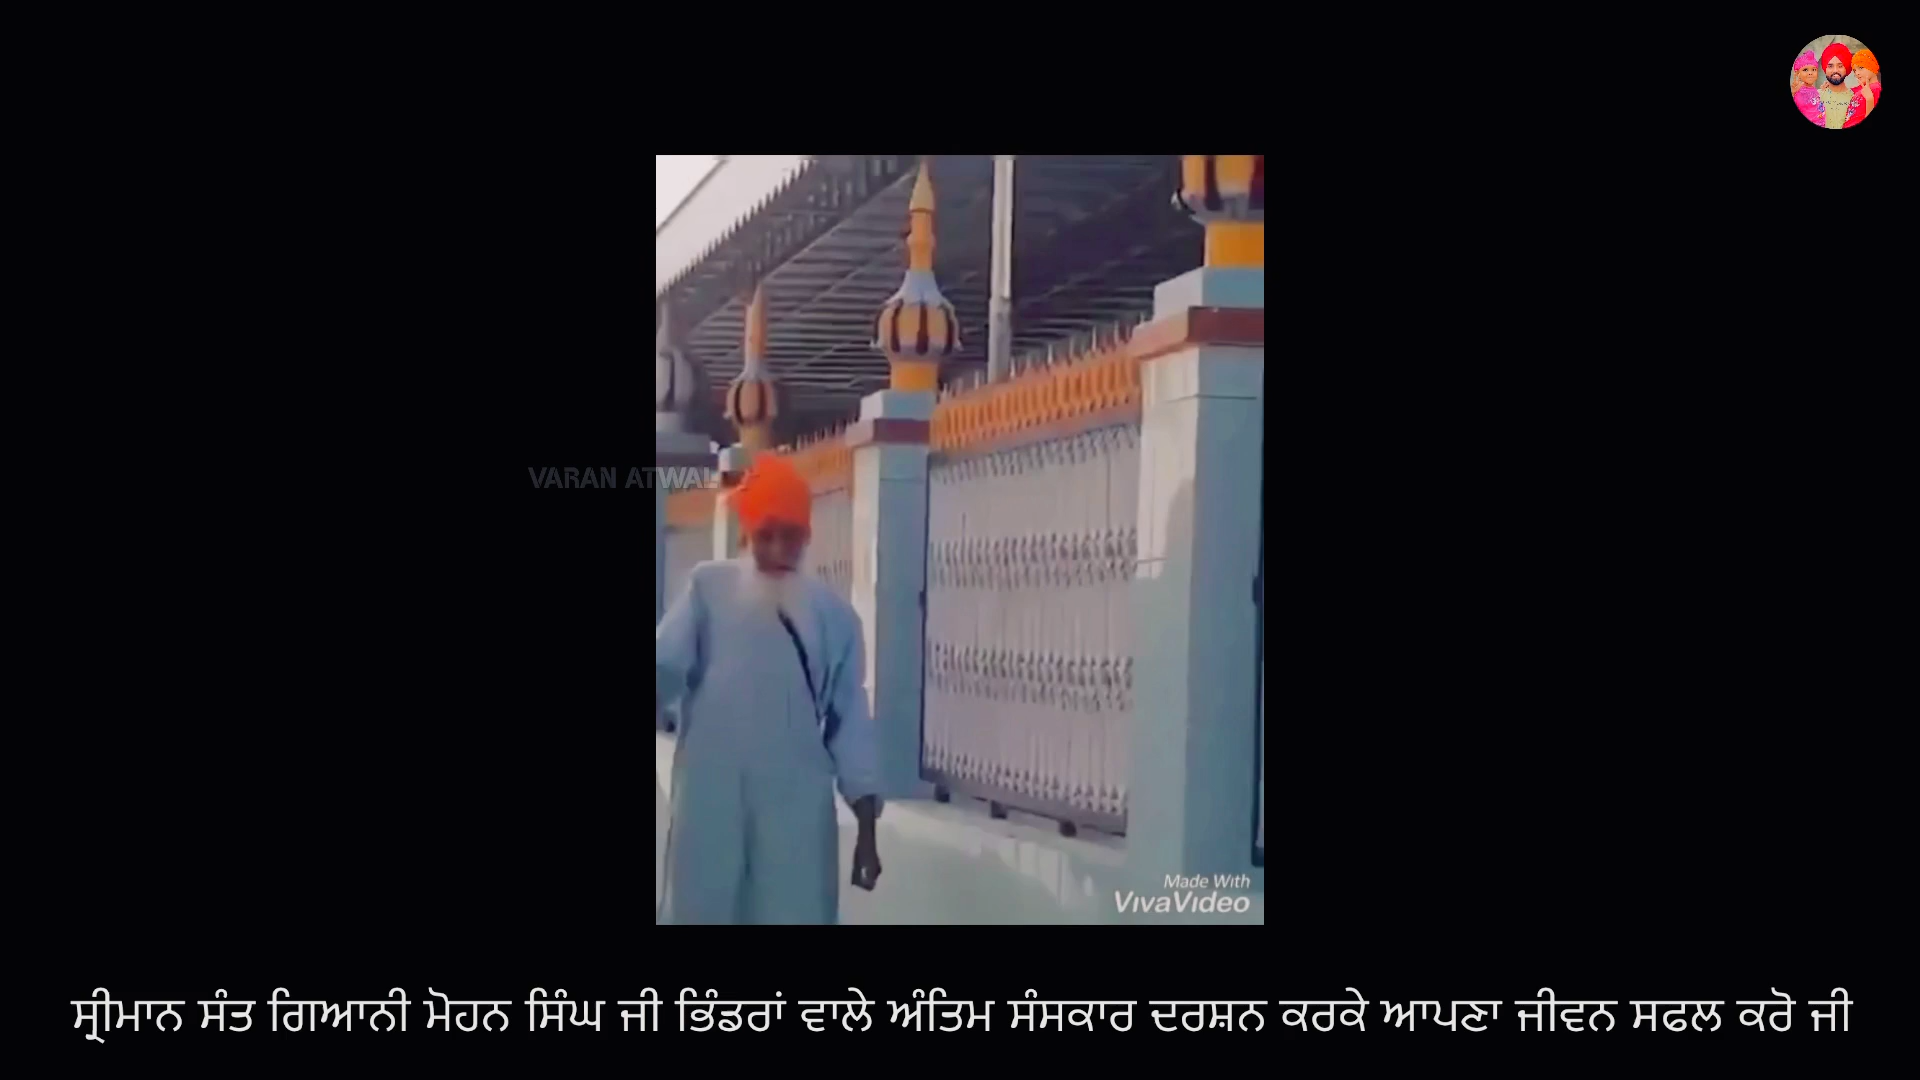 VARAN ATWAL
Made With
VivaVideo
ਸ੍ਰੀਮਾਨ ਸੰਤ ਗਿਆਨੀ ਮੋਹਨ ਸਿੰਘ ਜੀ ਭਿੰਡਰਾਂ ਵਾਲੇ ਅੰਤਿਮ ਸੰਸਕਾਰ ਦਰਸ਼ਨ ਕਰਕੇ ਆਪਣਾ ਜੀਵਨ ਸਫਲ ਕਰੋ ਜੀ